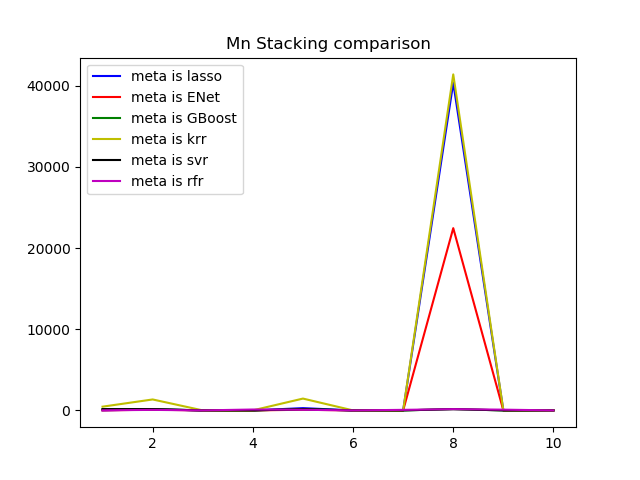 Mn Stacking comparison
meta is lasso
meta is ENet
meta is GBoost
meta is krr
meta is svr
meta is rfr
40000
30000
20000
10000
0
2 4 6 8 10